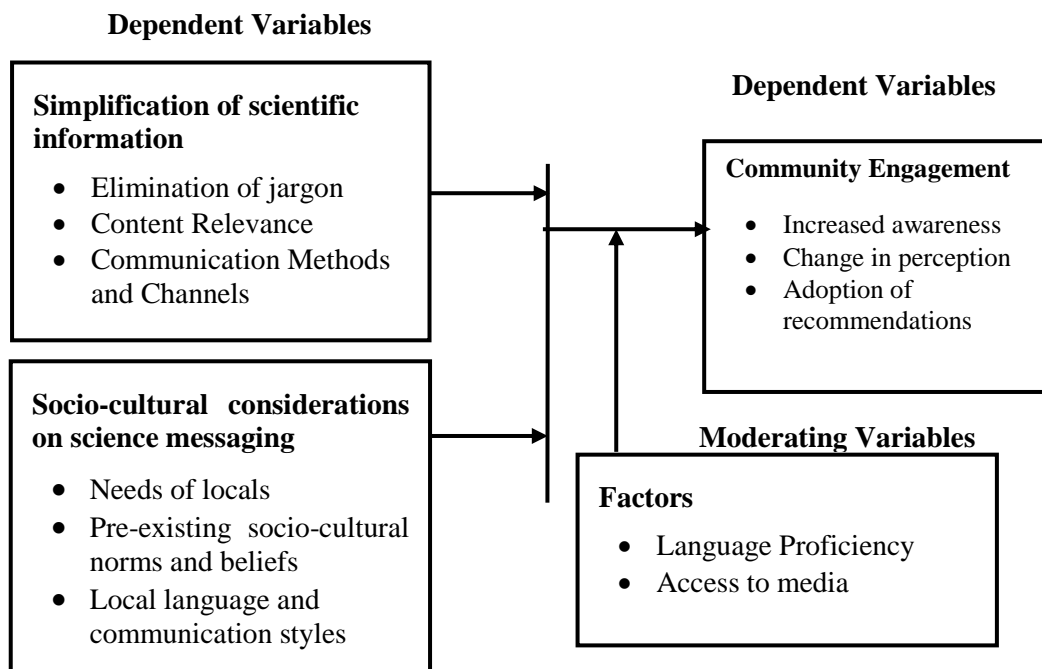 Dependent Variables
Simplification of scientific
information
• Elimination of jargon
• Content Relevance
• Communication Methods
and Channels
Socio-cultural considerations
on science messaging
• Needs of locals
• Pre-existing socio-cultural
norms and beliefs
• Local language and
communication styles
Dependent Variables
Community Engagement
• Increased awareness
• Change in perception
• Adoption of
recommendations
Moderating Variables
Factors
• Language Proficiency
• Access to media